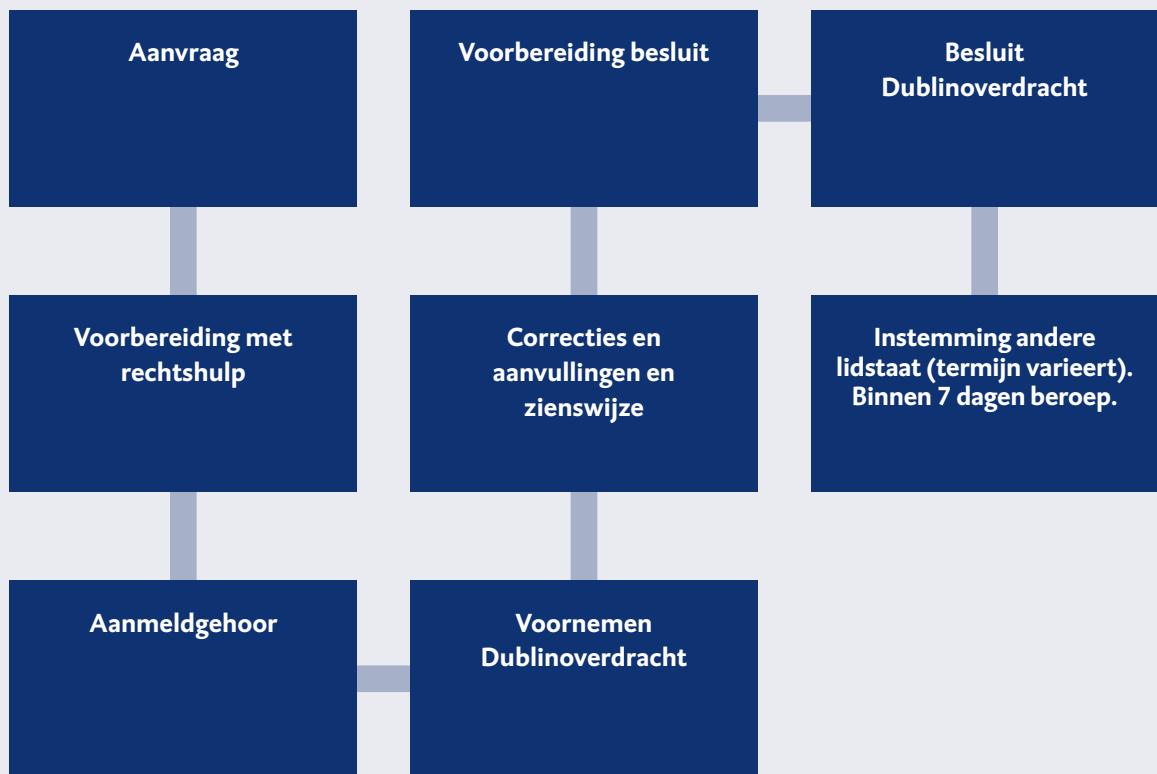 Aanvraag
Voorbereiding met
rechtshulp
Aanmeldgehoor
Voornemen
Dublinoverdracht
Correcties en
aanvullingen en
zienswijze
Voorbereiding besluit
Besluit
Dublinoverdracht
Instemming andere
lidstaat (termijn varieert).
Binnen 7 dagen beroep.